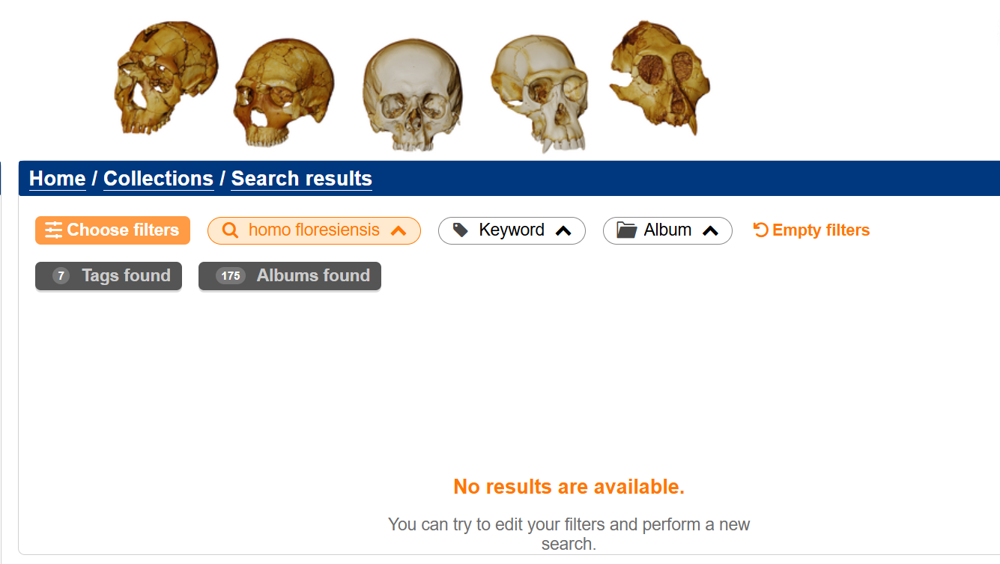 Home / Collections / Search results
Choose filters homo floresiensis Keyword Album Empty filters
7 Tags found 175 Albums found
No results are available.
You can try to edit your filters and perform a new
search.